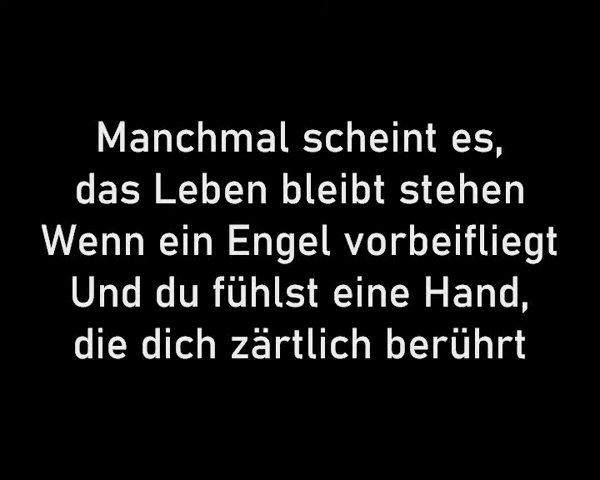 Manchmal scheint es,
das Leben bleibt stehen
Wenn ein Engel vorbeifliegt
Und du fühlst eine Hand,
die dich zärtlich berührt